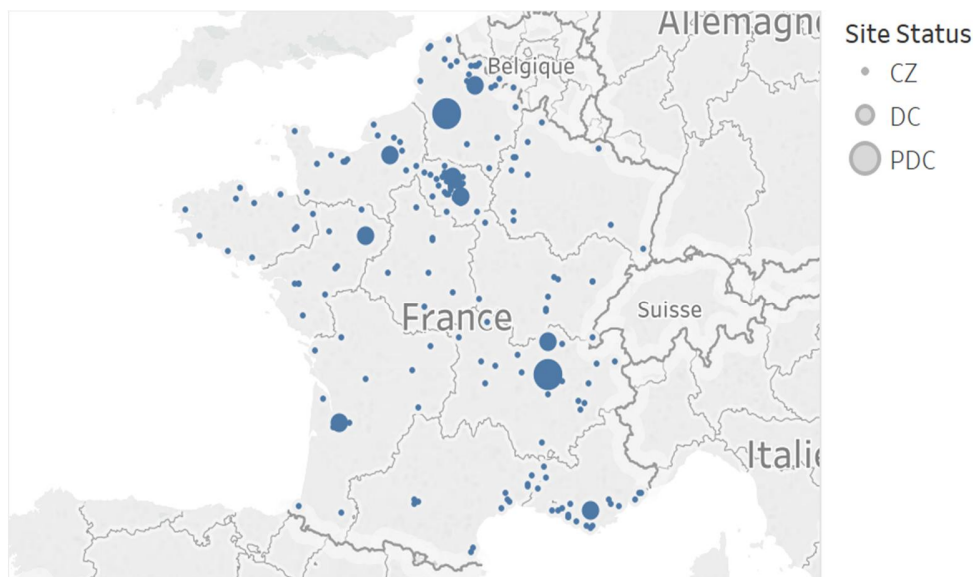 Allemagne
Belgique
France
Suisse
Italie
Site Status
CZ
DC
PDC